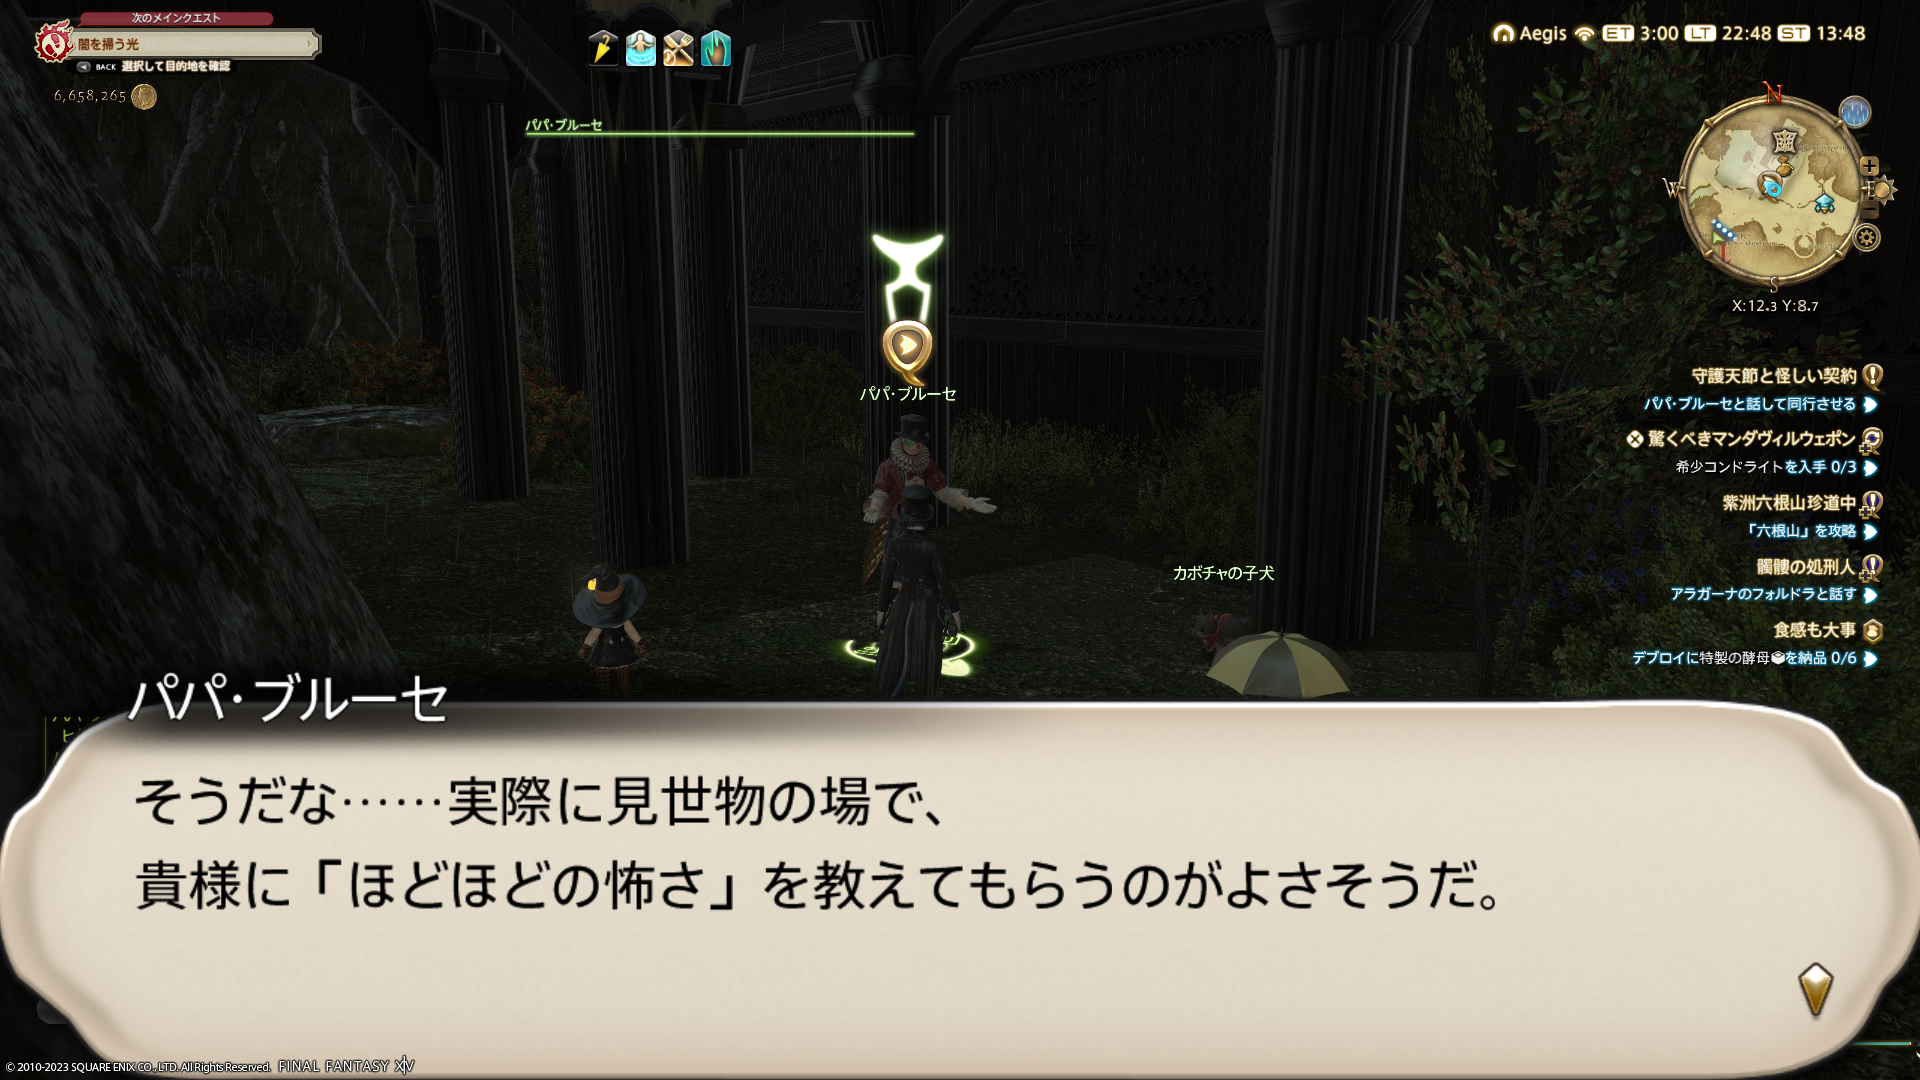 次のメインクエスト
闇を掃う光
BACK 選択して目的地を確認
6,658,265
パパ・ブルーセ
Aegis ET 3:00 LT 22:48 ST 13:48
N
W
E
S
X:12.3 Y:8.7
守護天節と怪しい契約
パパ・ブルーセと話して同行させる
驚くべきマンダヴィルウェポン
希少コンドライトを入手 0/3
紫洲六根山珍道中
「六根山」を攻略
髑髏の処刑人
アラガーナのフォルドラと話す
食感も大事
デブロイに特製の酵母を納品 0/6
パパ・ブルーセ
カボチャの子犬
パパ・ブルーセ
そうだな……実際に見世物の場で、
貴様に「ほどほどの怖さ」を教えてもらうのがよさそうだ。
© 2010-2023 SQUARE ENIX CO., LTD. All Rights Reserved. FINAL FANTASY XIV